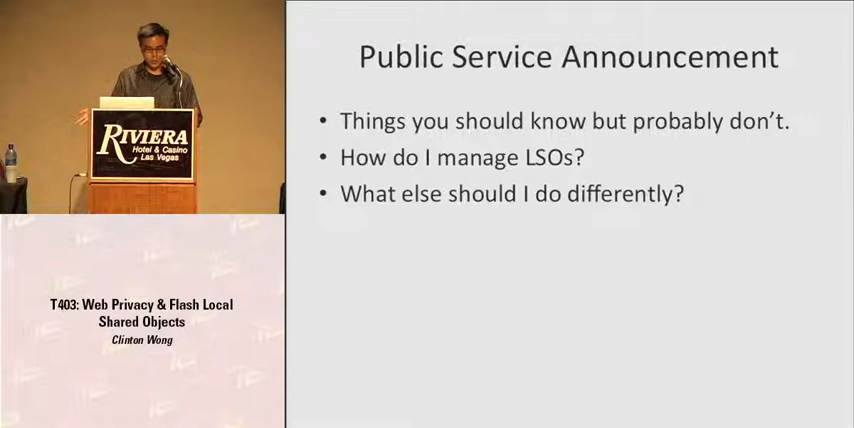 RIVIERA
Hotel & Casino
Las Vegas
T403: Web Privacy & Flash Local
Shared Objects
Clinton Wong
Public Service Announcement
• Things you should know but probably don't.
• How do I manage LSOs?
• What else should I do differently?